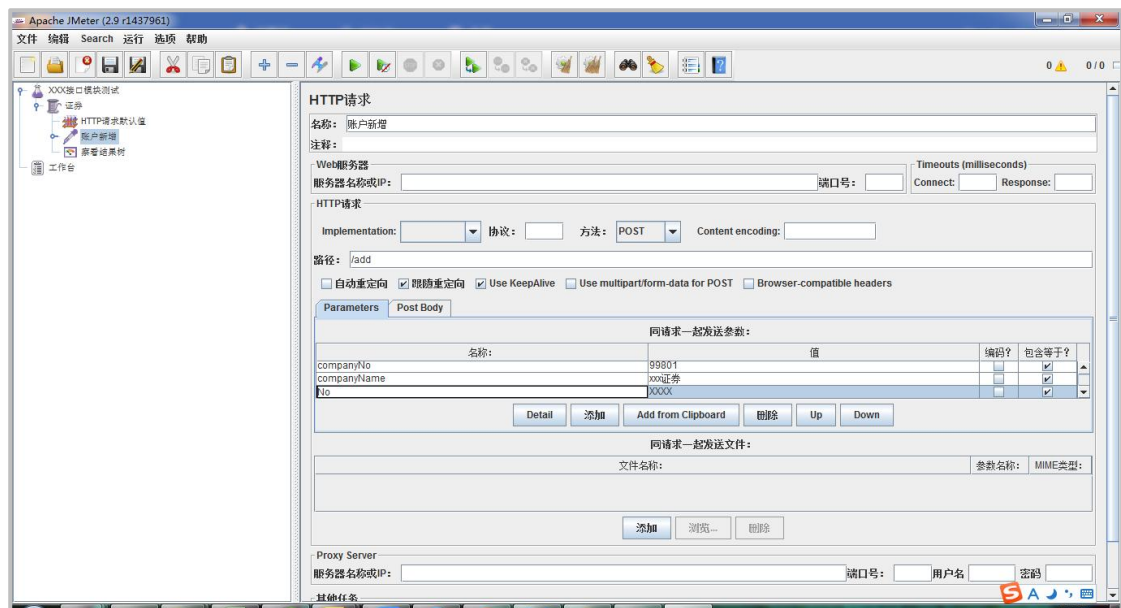 Apache JMeter (2.9 r1437961)
文件 编辑 Search 运行 选项 帮助
0 0/0
XXX接口模块测试
证券
HTTP请求默认值
账户新增
察看结果树
工作台
HTTP请求
名称: 账户新增
注释:
Web服务器
服务器名称或IP: 端口号:
Timeouts (milliseconds)
Connect: Response:
HTTP请求
Implementation: 协议: 方法: POST Content encoding:
路径: /add
自动重定向 跟随重定向 Use KeepAlive Use multipart/form-data for POST Browser-compatible headers
Parameters Post Body
同请求一起发送参数:
名称: 值 编码? 包含等于?
companyNo 99801
companyName xxx证券
No XXXX
Detail 添加 Add from Clipboard 删除 Up Down
同请求一起发送文件:
文件名称: 参数名称: MIME类型:
添加 浏览... 删除
Proxy Server
服务器名称或IP: 端口号: 用户名 密码
其他任务